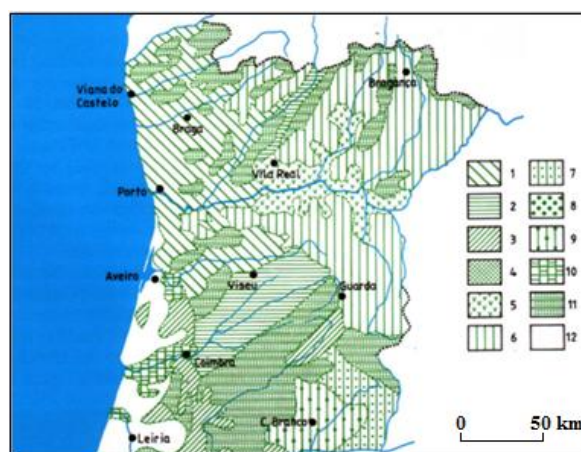 Viana do
Castelo
Bragança
Braga
Vila Real
Porto
Aveiro
Viseu
Guarda
Coimbra
C. Branco
Leiria
1 7
2 8
3 9
4 10
5 11
6 12
0 50 km